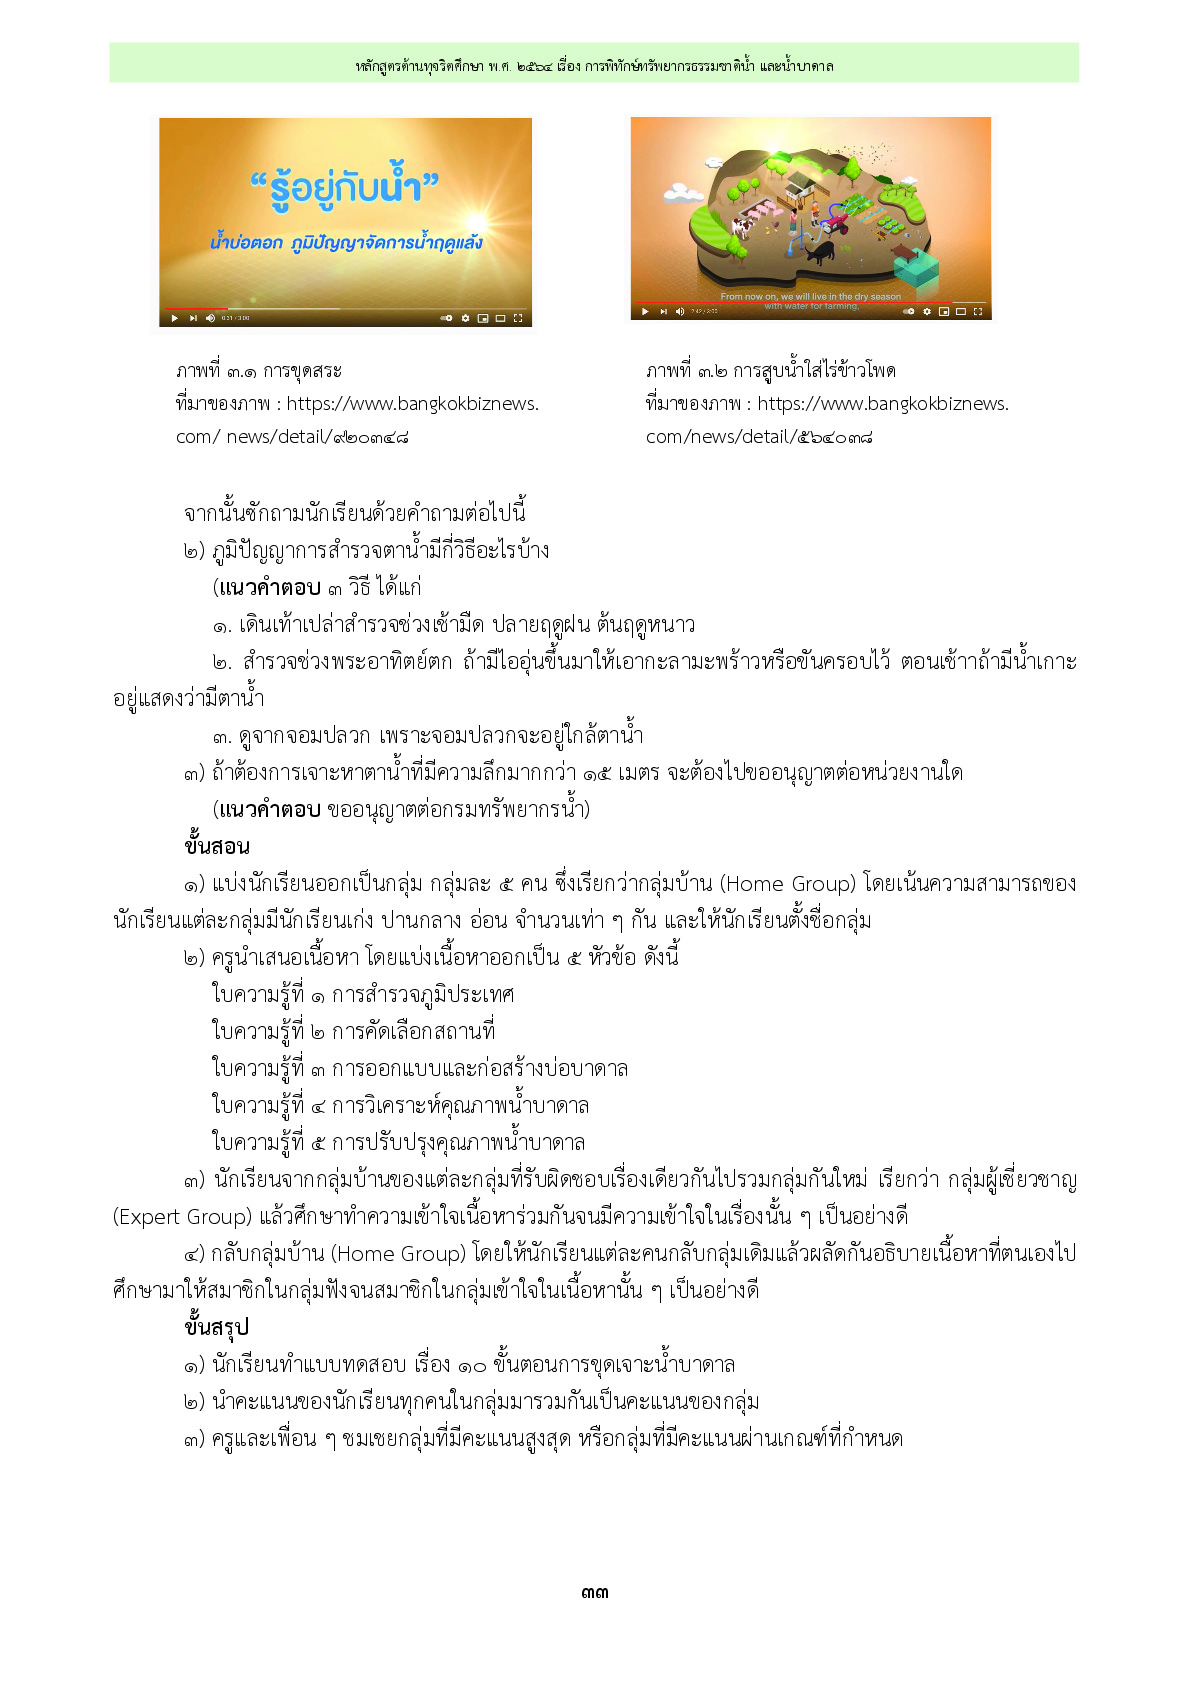 หลักสูตรต้านทุจริตศึกษา พ.ศ. ๒๕๖๔ เรื่อง การพิทักษ์ทรัพยากรธรรมชาติน้ำ และน้ำบาดาล
“รู้อยู่กับน้ำ”
น้ำบ่อตอก ภูมิปัญญาจัดการน้ำฤดูแล้ง
0:31 / 3:00
From now on, we will live in the dry season
with water for farming,
2:42 / 3:00
ภาพที่ ๓.๑ การขุดสระ
ที่มาของภาพ : https://www.bangkokbiznews.
com/ news/detail/๙๒๐๓๔๘
ภาพที่ ๓.๒ การสูบน้ำใส่ไร่ข้าวโพด
ที่มาของภาพ : https://www.bangkokbiznews.
com/news/detail/๕๖๔๐๓๘
จากนั้นซักถามนักเรียนด้วยคำถามต่อไปนี้
๒) ภูมิปัญญาการสำรวจตาน้ำมีกี่วิธีอะไรบ้าง
(แนวคำตอบ ๓ วิธี ได้แก่
๑. เดินเท้าเปล่าสำรวจช่วงเช้ามืด ปลายฤดูฝน ต้นฤดูหนาว
๒. สำรวจช่วงพระอาทิตย์ตก ถ้ามีไออุ่นขึ้นมาให้เอากะลามะพร้าวหรือขันครอบไว้ ตอนเช้าาถ้ามีน้ำเกาะ
อยู่แสดงว่ามีตาน้ำ
๓. ดูจากจอมปลวก เพราะจอมปลวกจะอยู่ใกล้ตาน้ำ
๓) ถ้าต้องการเจาะหาตาน้ำที่มีความลึกมากกว่า ๑๕ เมตร จะต้องไปขออนุญาตต่อหน่วยงานใด
(แนวคำตอบ ขออนุญาตต่อกรมทรัพยากรน้ำ)
ขั้นสอน
๑) แบ่งนักเรียนออกเป็นกลุ่ม กลุ่มละ ๕ คน ซึ่งเรียกว่ากลุ่มบ้าน (Home Group) โดยเน้นความสามารถของ
นักเรียนแต่ละกลุ่มมีนักเรียนเก่ง ปานกลาง อ่อน จำนวนเท่า ๆ กัน และให้นักเรียนตั้งชื่อกลุ่ม
๒) ครูนำเสนอเนื้อหา โดยแบ่งเนื้อหาออกเป็น ๕ หัวข้อ ดังนี้
ใบความรู้ที่ ๑ การสำรวจภูมิประเทศ
ใบความรู้ที่ ๒ การคัดเลือกสถานที่
ใบความรู้ที่ ๓ การออกแบบและก่อสร้างบ่อบาดาล
ใบความรู้ที่ ๔ การวิเคราะห์คุณภาพน้ำบาดาล
ใบความรู้ที่ ๕ การปรับปรุงคุณภาพน้ำบาดาล
๓) นักเรียนจากกลุ่มบ้านของแต่ละกลุ่มที่รับผิดชอบเรื่องเดียวกันไปรวมกลุ่มกันใหม่ เรียกว่า กลุ่มผู้เชี่ยวชาญ
(Expert Group) แล้วศึกษาทำความเข้าใจเนื้อหาร่วมกันจนมีความเข้าใจในเรื่องนั้น ๆ เป็นอย่างดี
๔) กลับกลุ่มบ้าน (Home Group) โดยให้นักเรียนแต่ละคนกลับกลุ่มเดิมแล้วผลัดกันอธิบายเนื้อหาที่ตนเองไป
ศึกษามาให้สมาชิกในกลุ่มฟังจนสมาชิกในกลุ่มเข้าใจในเนื้อหานั้น ๆ เป็นอย่างดี
ขั้นสรุป
๑) นักเรียนทำแบบทดสอบ เรื่อง ๑๐ ขั้นตอนการขุดเจาะน้ำบาดาล
๒) นำคะแนนของนักเรียนทุกคนในกลุ่มมารวมกันเป็นคะแนนของกลุ่ม
๓) ครูและเพื่อน ๆ ชมเชยกลุ่มที่มีคะแนนสูงสุด หรือกลุ่มที่มีคะแนนผ่านเกณฑ์ที่กำหนด
๓๓